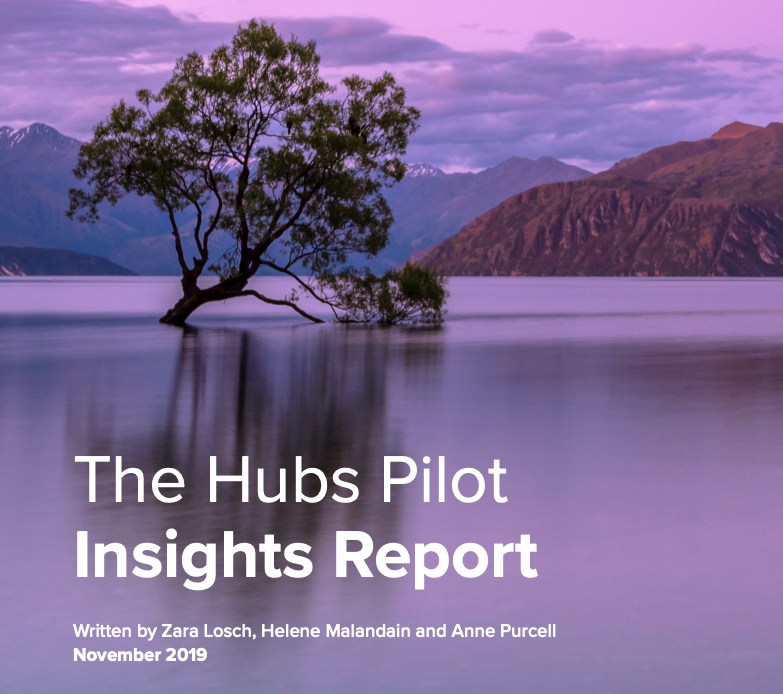 The Hubs Pilot
Insights Report
Written by Zara Losch, Helene Malandain and Anne Purcell
November 2019